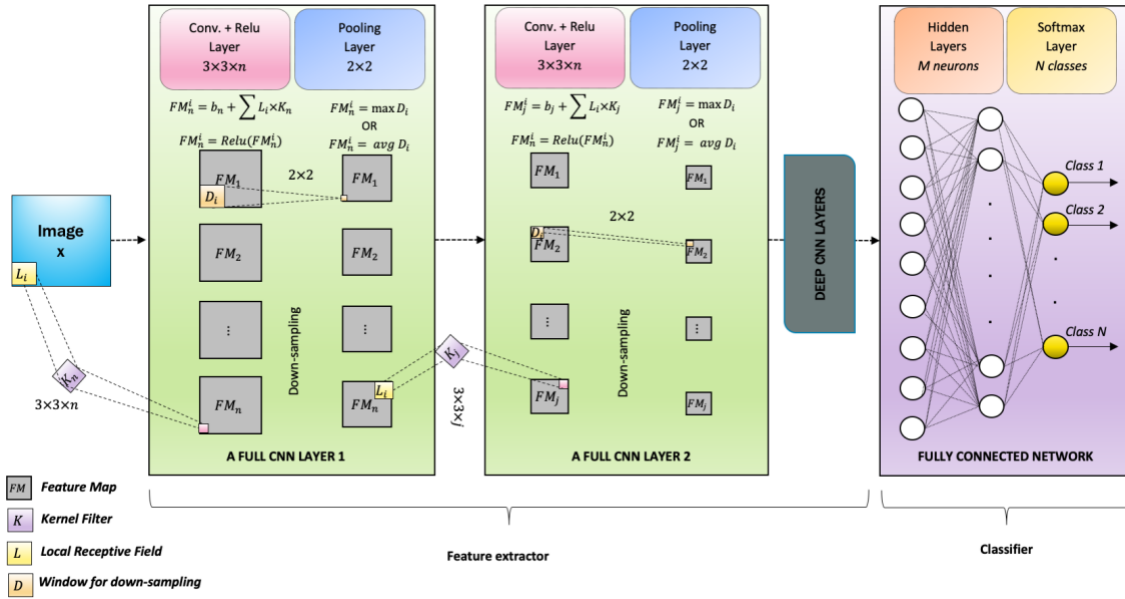 Conv. + Relu
Layer
3×3×n
Pooling
Layer
2×2
FM_n^i = b_n + ∑ L_i×K_n
FM_n^i = Relu(FM_n^i)
FM_n^i = max D_i
OR
FM_n^i = avg D_i
FM_1
D_i
2×2
FM_1
FM_2
FM_2
⋮
⋮
Down-sampling
FM_n
FM_n
L_i
A FULL CNN LAYER 1
Image
x
L_i
K_n
3×3×n
K_j
3×3×j
Conv. + Relu
Layer
3×3×n
Pooling
Layer
2×2
FM_j^i = b_j + ∑ L_i×K_j
FM_n^i = Relu(FM_n^i)
FM_j^i = max D_i
OR
FM_j^i = avg D_i
FM_1
FM_1
2×2
D_i
FM_2
FM_2
⋮
⋮
Down-sampling
FM_j
FM_j
A FULL CNN LAYER 2
DEEP CNN LAYERS
Hidden
Layers
M neurons
Softmax
Layer
N classes
Class 1
Class 2
Class N
FULLY CONNECTED NETWORK
FM Feature Map
K Kernel Filter
L Local Receptive Field
D Window for down-sampling
Feature extractor
Classifier